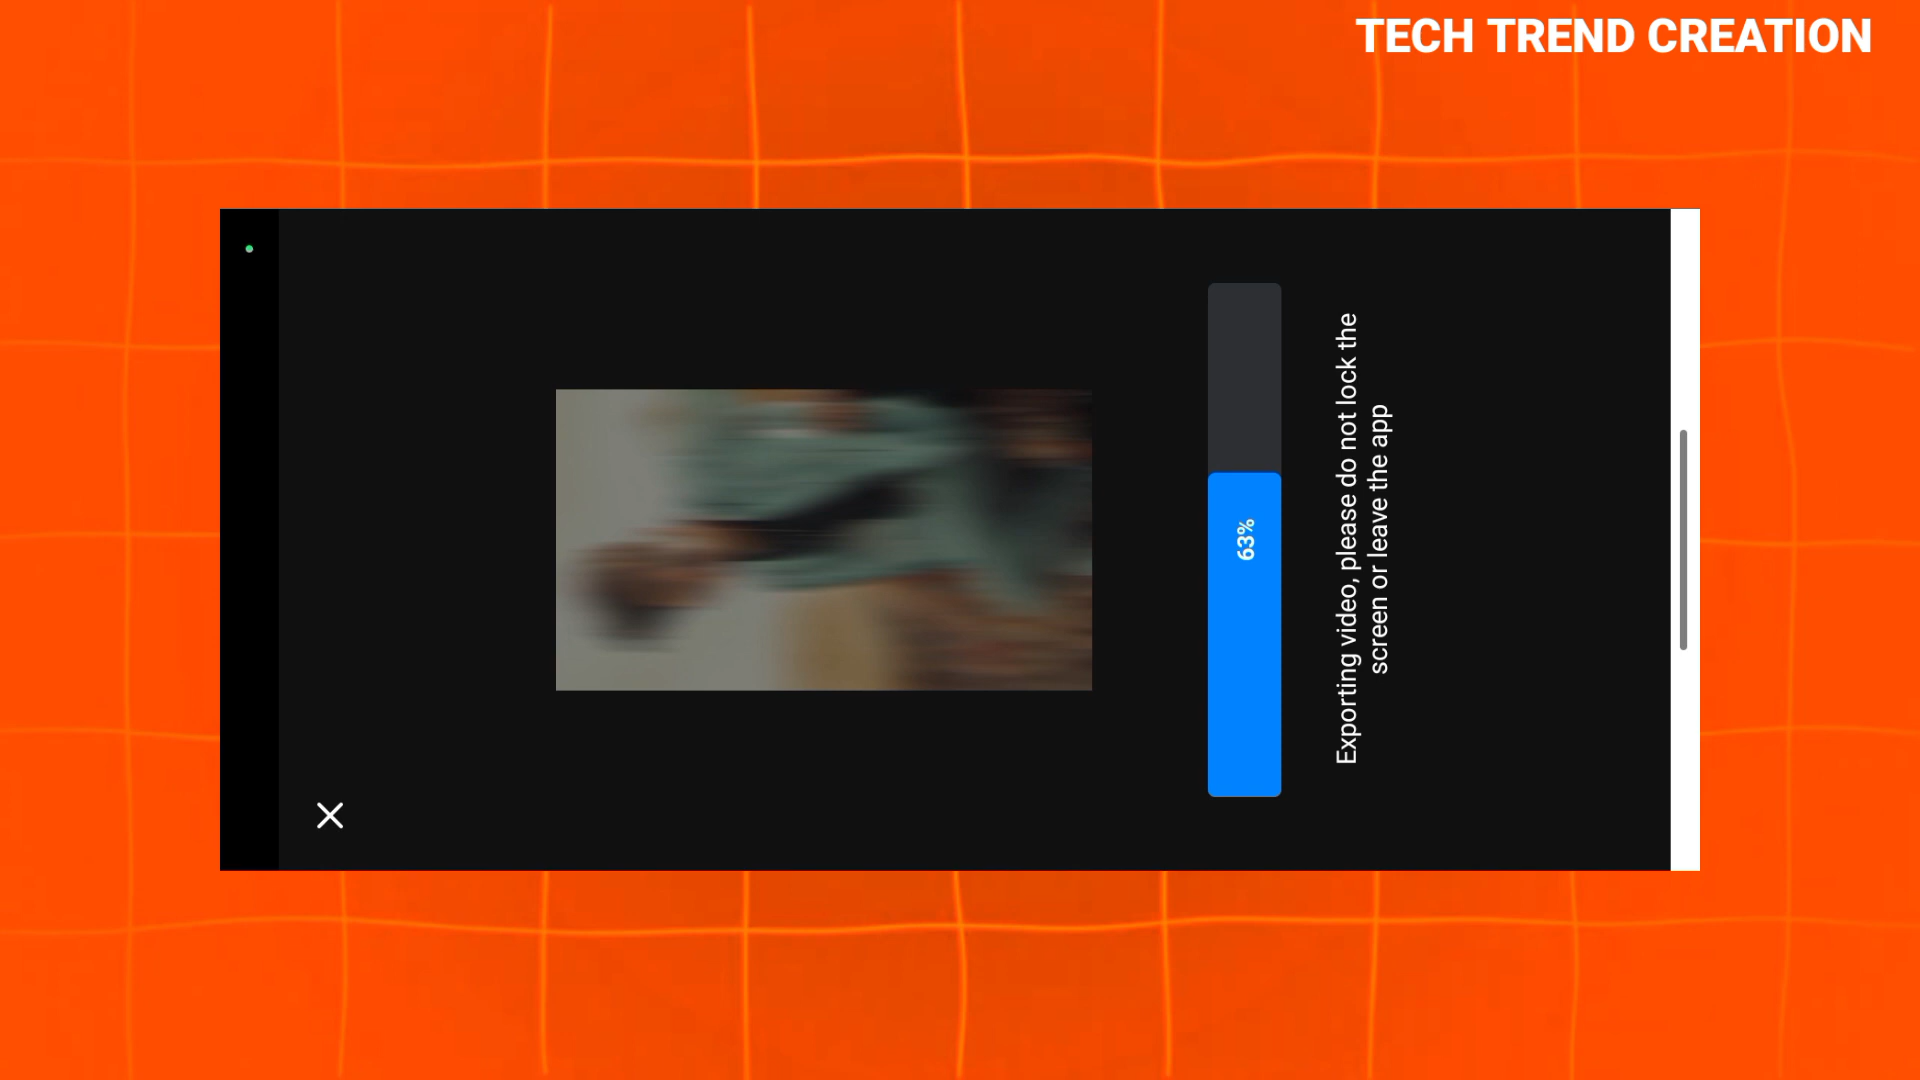 TECH TREND CREATION
63%
Exporting video, please do not lock the
screen or leave the app